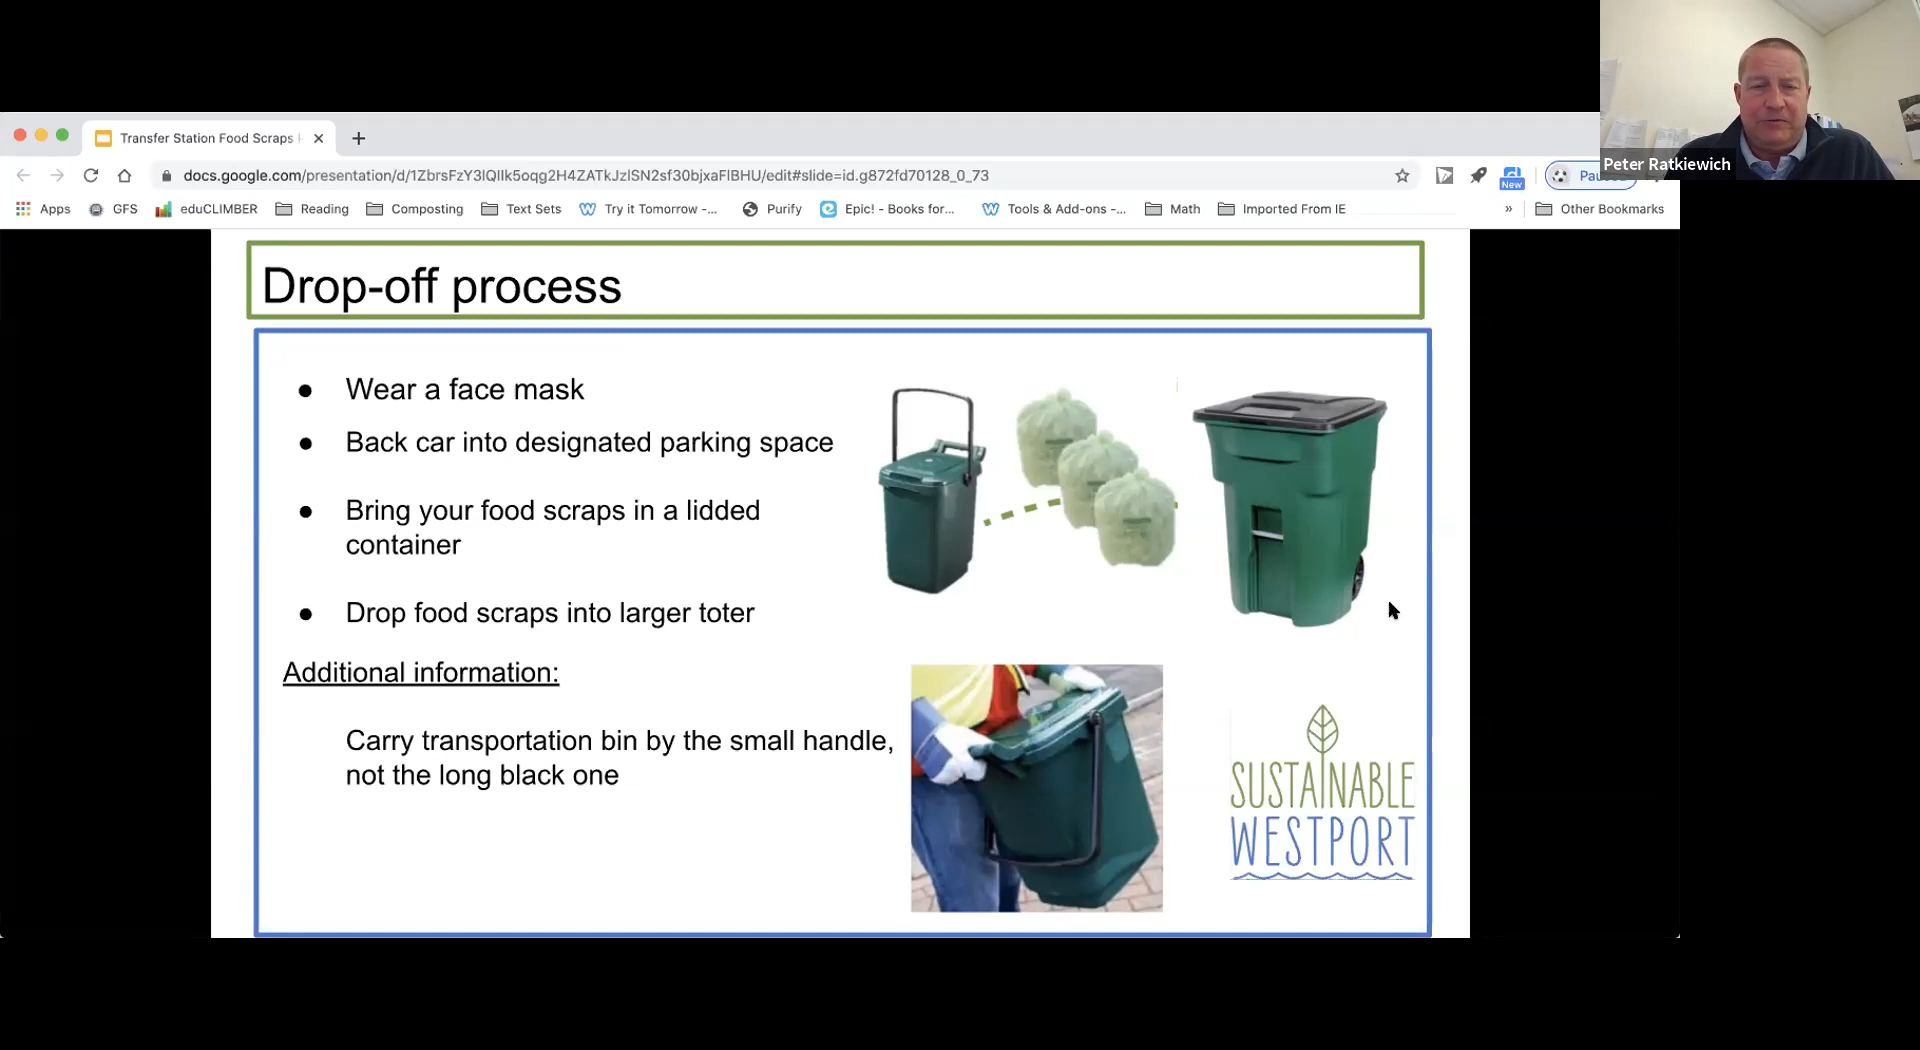 Peter Ratkiewich
Transfer Station Food Scraps
docs.google.com/presentation/d/1ZbrsFzY3lQIlk5oqg2H4ZATkJzlSN2sf30bjxaFlBHU/edit#slide=id.g872fd70128_0_73
New
Apps GFS eduCLIMBER Reading Composting Text Sets Try it Tomorrow -... Purify Epic! - Books for... Tools & Add-ons -... Math Imported From IE » Other Bookmarks
Drop-off process
● Wear a face mask
● Back car into designated parking space
● Bring your food scraps in a lidded
container
● Drop food scraps into larger toter
Additional information:
Carry transportation bin by the small handle,
not the long black one
SUSTAINABLE
WESTPORT